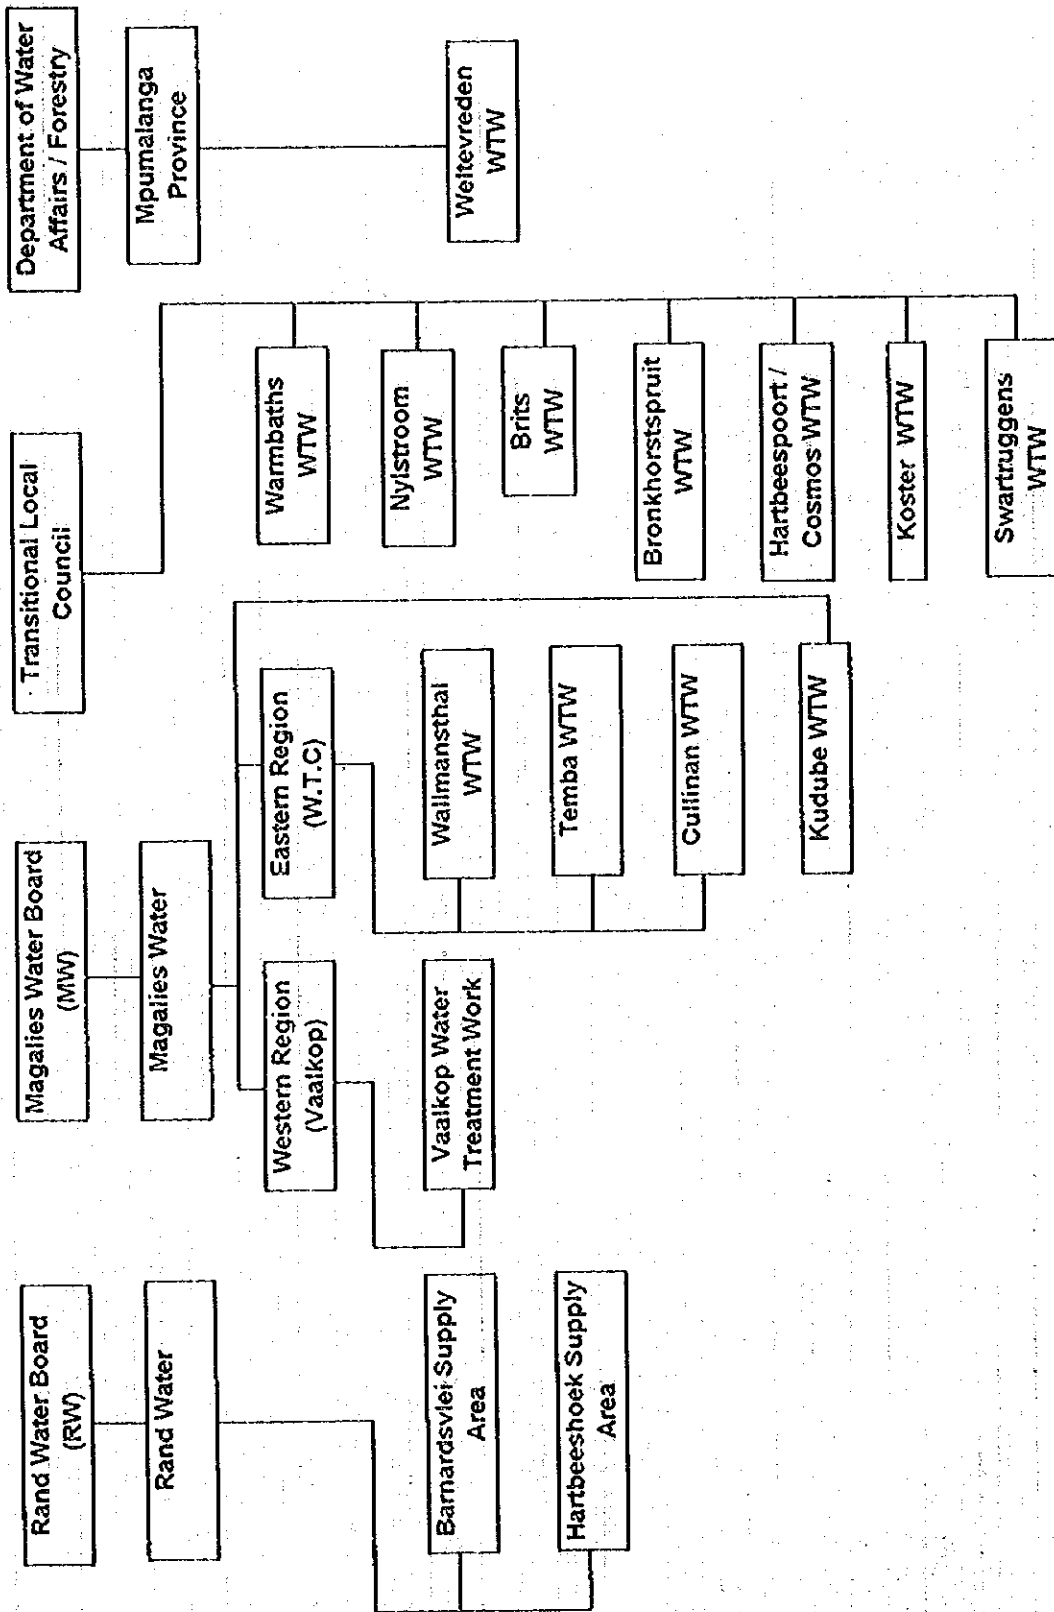 Rand Water Board
(RW)
Rand Water
Barnardsvlei Supply
Area
Hartbeeshoek Supply
Area
Magalies Water Board
(MW)
Magalies Water
Western Region
(Vaalkop)
Vaalkop Water
Treatment Work
Eastern Region
(W.T.C)
Wallmansthal
WTW
Temba WTW
Cullinan WTW
Kudube WTW
Transitional Local
Council
Warmbaths
WTW
Nylstroom
WTW
Brits
WTW
Bronkhorstspruit
WTW
Hartbeespoort /
Cosmos WTW
Koster WTW
Swartruggens
WTW
Department of Water
Affairs / Forestry
Mpumalanga
Province
Weltevreden
WTW